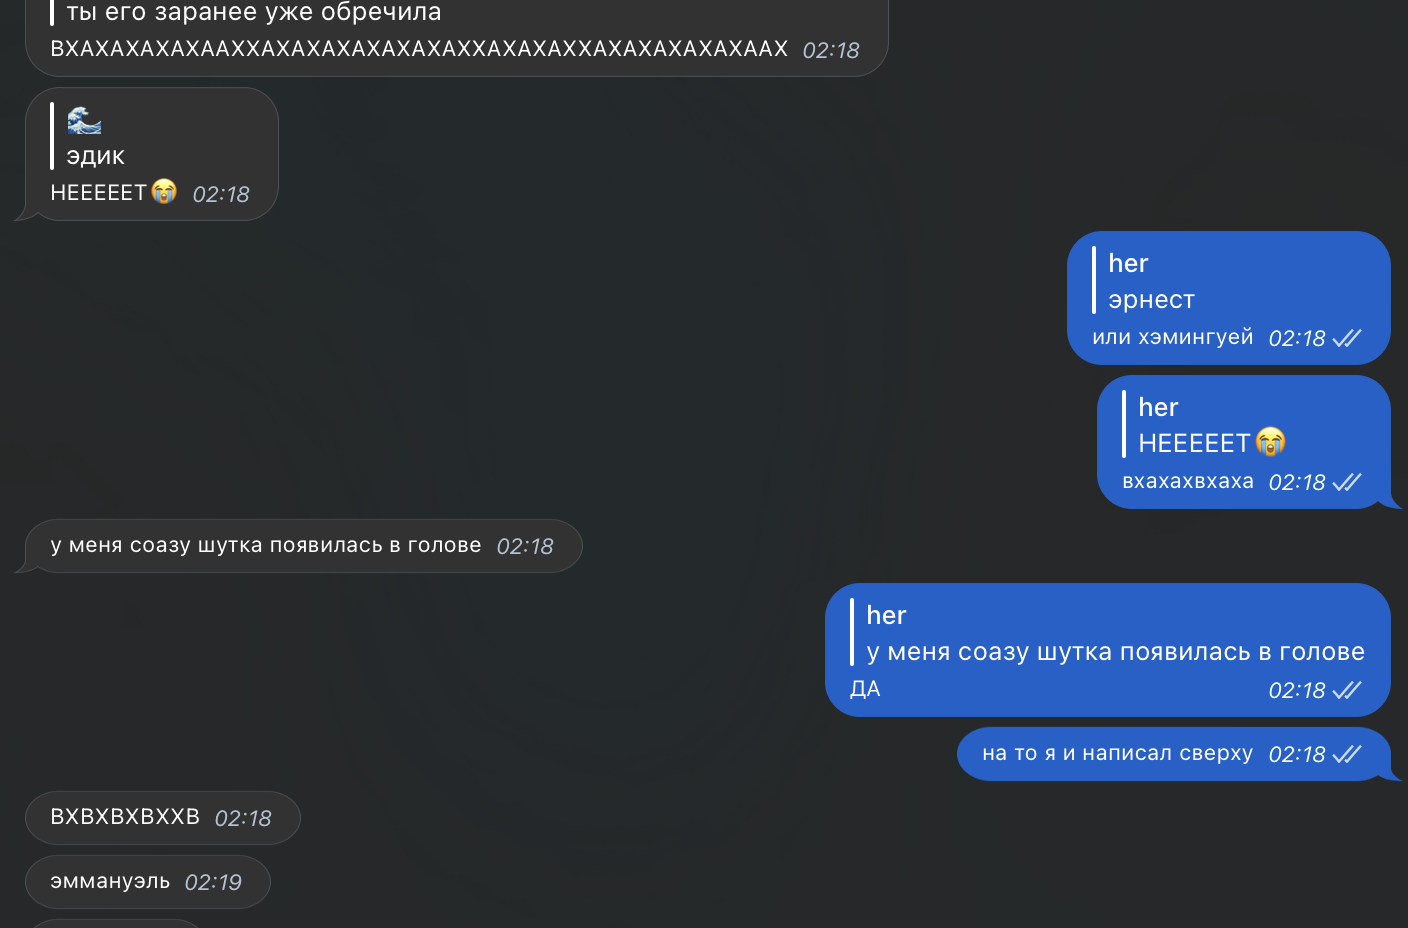 ты его заранее уже обречила
ВХАХАХАХАХААХХАХАХАХАХАХАХАХХАХАХАХХАХАХАХАХАХААХ 02:18
🌊
эдик
НЕЕЕЕЕТ😭 02:18
her
эрнест
или хэмингуей 02:18
her
НЕЕЕЕЕТ😭
вхахахвхаха 02:18
у меня соазу шутка появилась в голове 02:18
her
у меня соазу шутка появилась в голове
ДА 02:18
на то я и написал сверху 02:18
ВХВХВХВХХВ 02:18
эммануэль 02:19